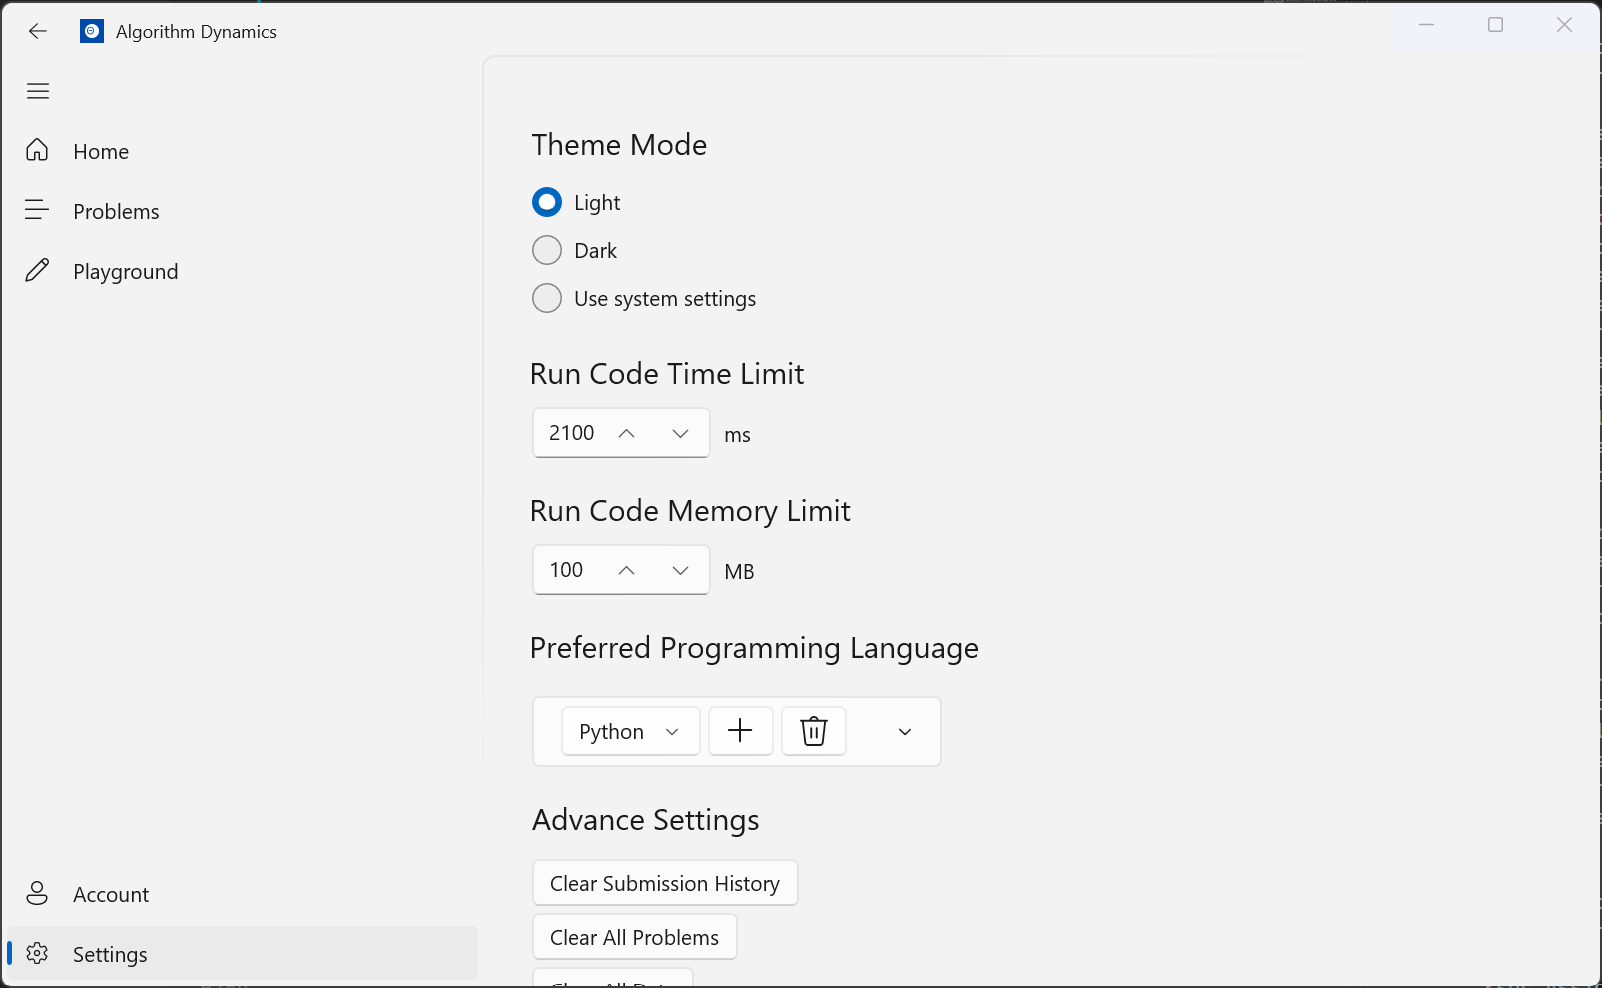 Algorithm Dynamics
Home
Problems
Playground
Account
Settings
Theme Mode
Light
Dark
Use system settings
Run Code Time Limit
2100 ms
Run Code Memory Limit
100 MB
Preferred Programming Language
Python
Advance Settings
Clear Submission History
Clear All Problems
Clear All